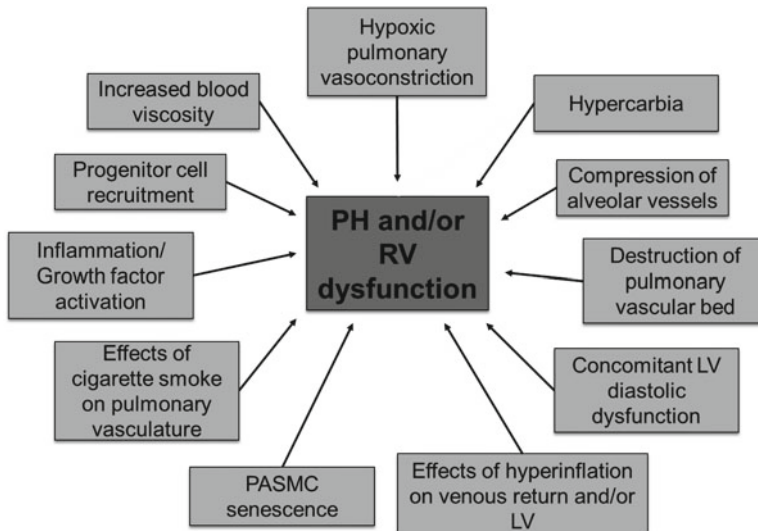 Hypoxic
pulmonary
vasoconstriction
Increased blood
viscosity
Hypercarbia
Progenitor cell
recruitment
Compression of
alveolar vessels
PH and/or
RV
dysfunction
Inflammation/
Growth factor
activation
Destruction of
pulmonary
vascular bed
Effects of
cigarette smoke
on pulmonary
vasculature
Concomitant LV
diastolic
dysfunction
PASMC
senescence
Effects of hyperinflation
on venous return and/or
LV